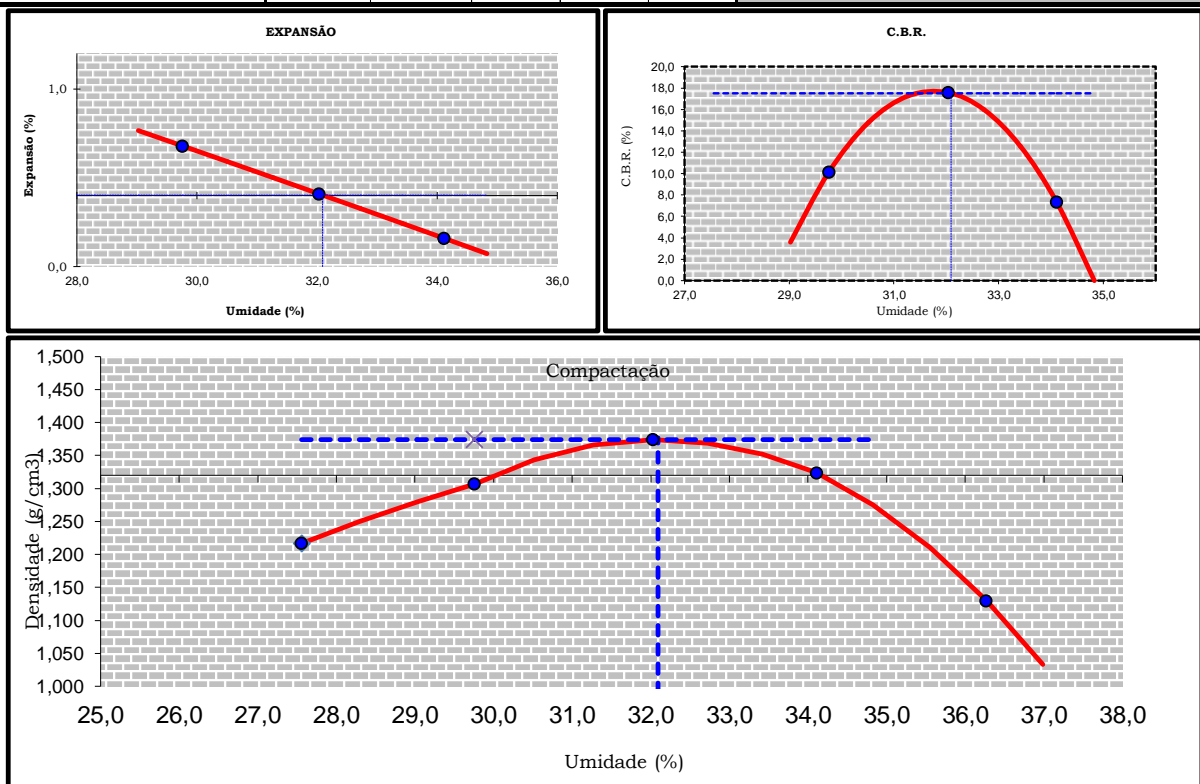 EXPANSÃO
1,0
0,0
Expansão (%)
28,0 30,0 32,0 34,0 36,0
Umidade (%)
C.B.R.
20,0
18,0
16,0
14,0
12,0
10,0
8,0
6,0
4,0
2,0
0,0
C.B.R. (%)
27,0 29,0 31,0 33,0 35,0
Umidade (%)
Compactação
1,500
1,450
1,400
1,350
1,300
1,250
1,200
1,150
1,100
1,050
1,000
Densidade (g/cm3)
25,0 26,0 27,0 28,0 29,0 30,0 31,0 32,0 33,0 34,0 35,0 36,0 37,0 38,0
Umidade (%)